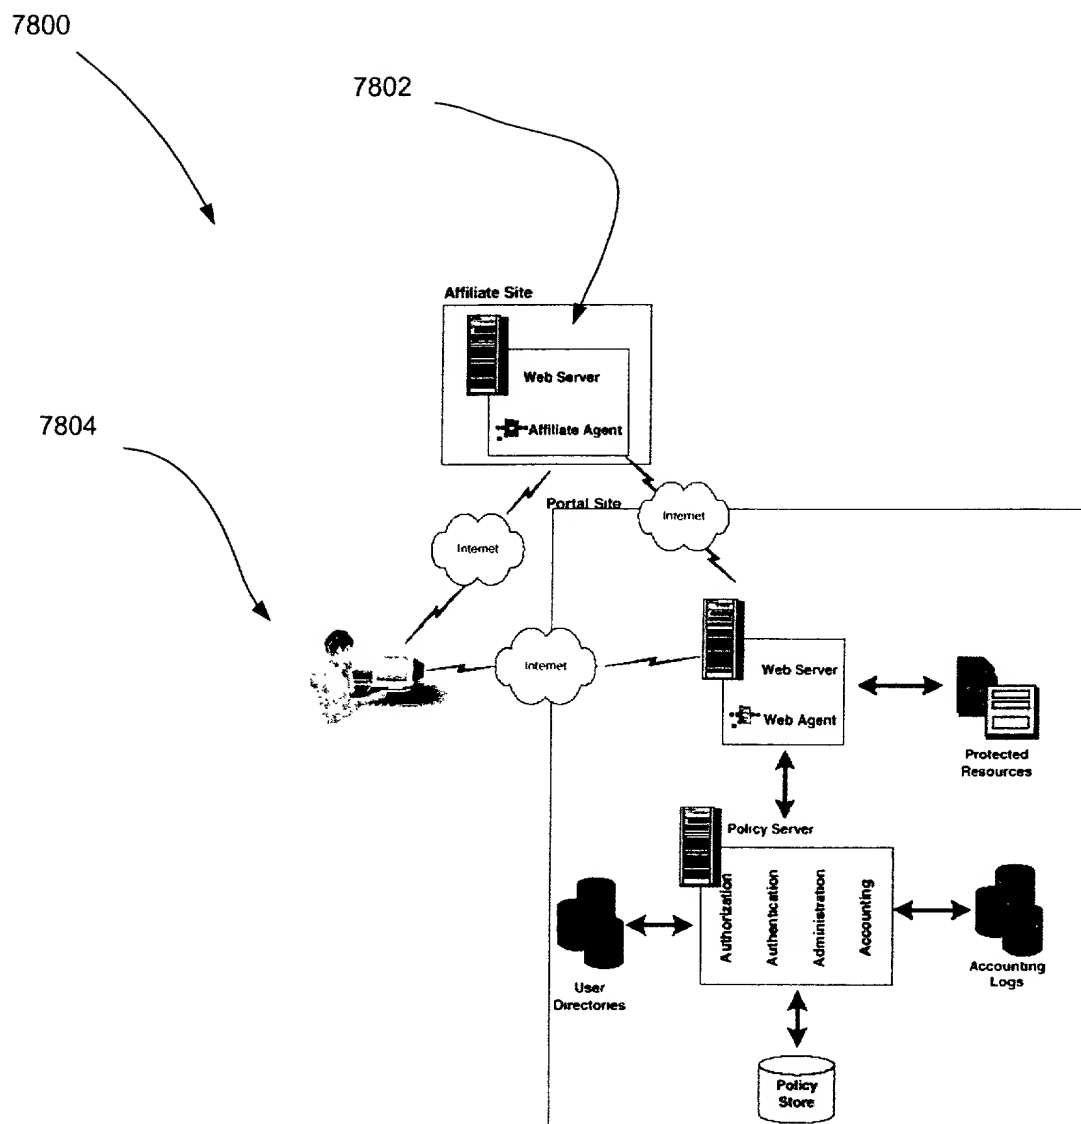 7800
7802
Affiliate Site
Web Server
Affiliate Agent
7804
Portal Site
Internet
Internet
Internet
Web Server
Web Agent
Protected
Resources
Policy Server
Authorization
Authentication
Administration
Accounting
User
Directories
Accounting
Logs
Policy
Store